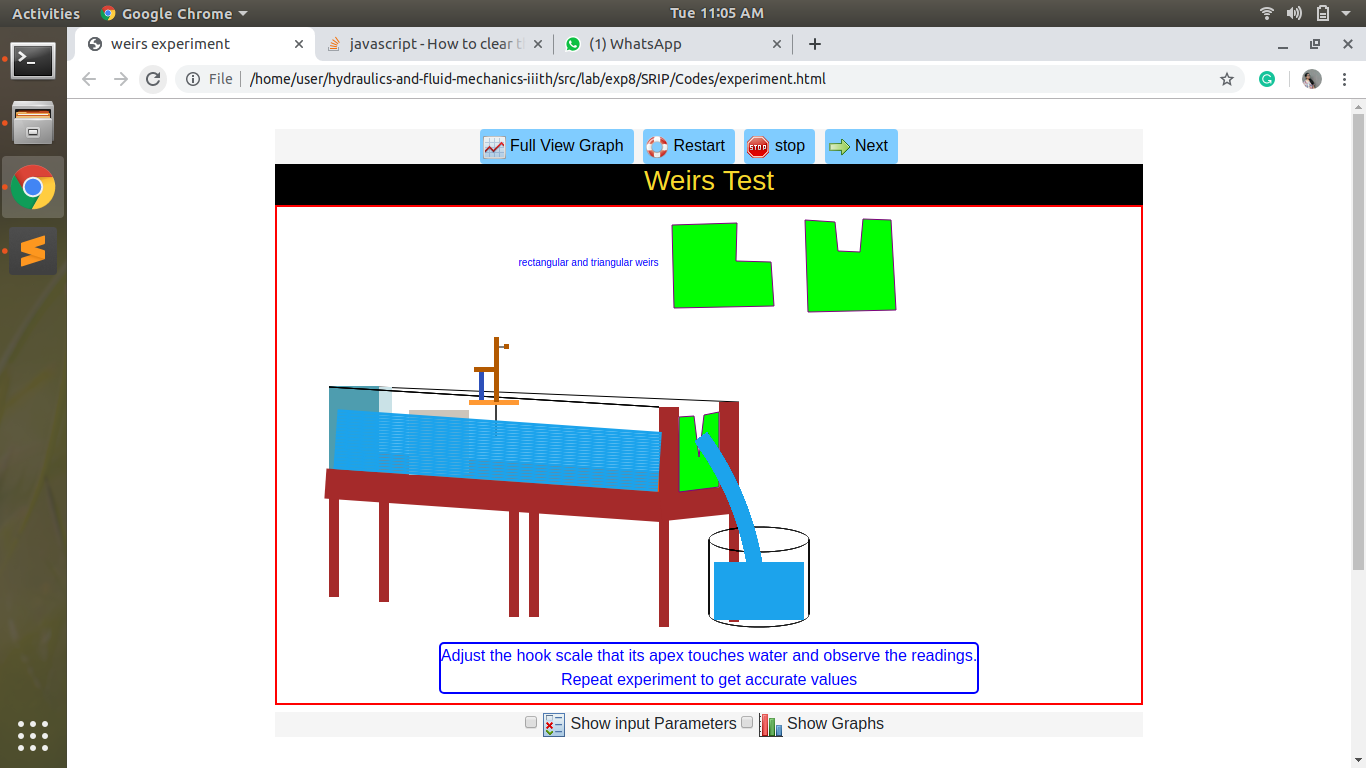 Activities
Google Chrome
Tue 11:05 AM
weirs experiment
javascript - How to clear t
(1) WhatsApp
File
/home/user/hydraulics-and-fluid-mechanics-iiith/src/lab/exp8/SRIP/Codes/experiment.html
Full View Graph
Restart
STOP
stop
Next
Weirs Test
rectangular and triangular weirs
Adjust the hook scale that its apex touches water and observe the readings.
Repeat experiment to get accurate values
Show input Parameters
Show Graphs